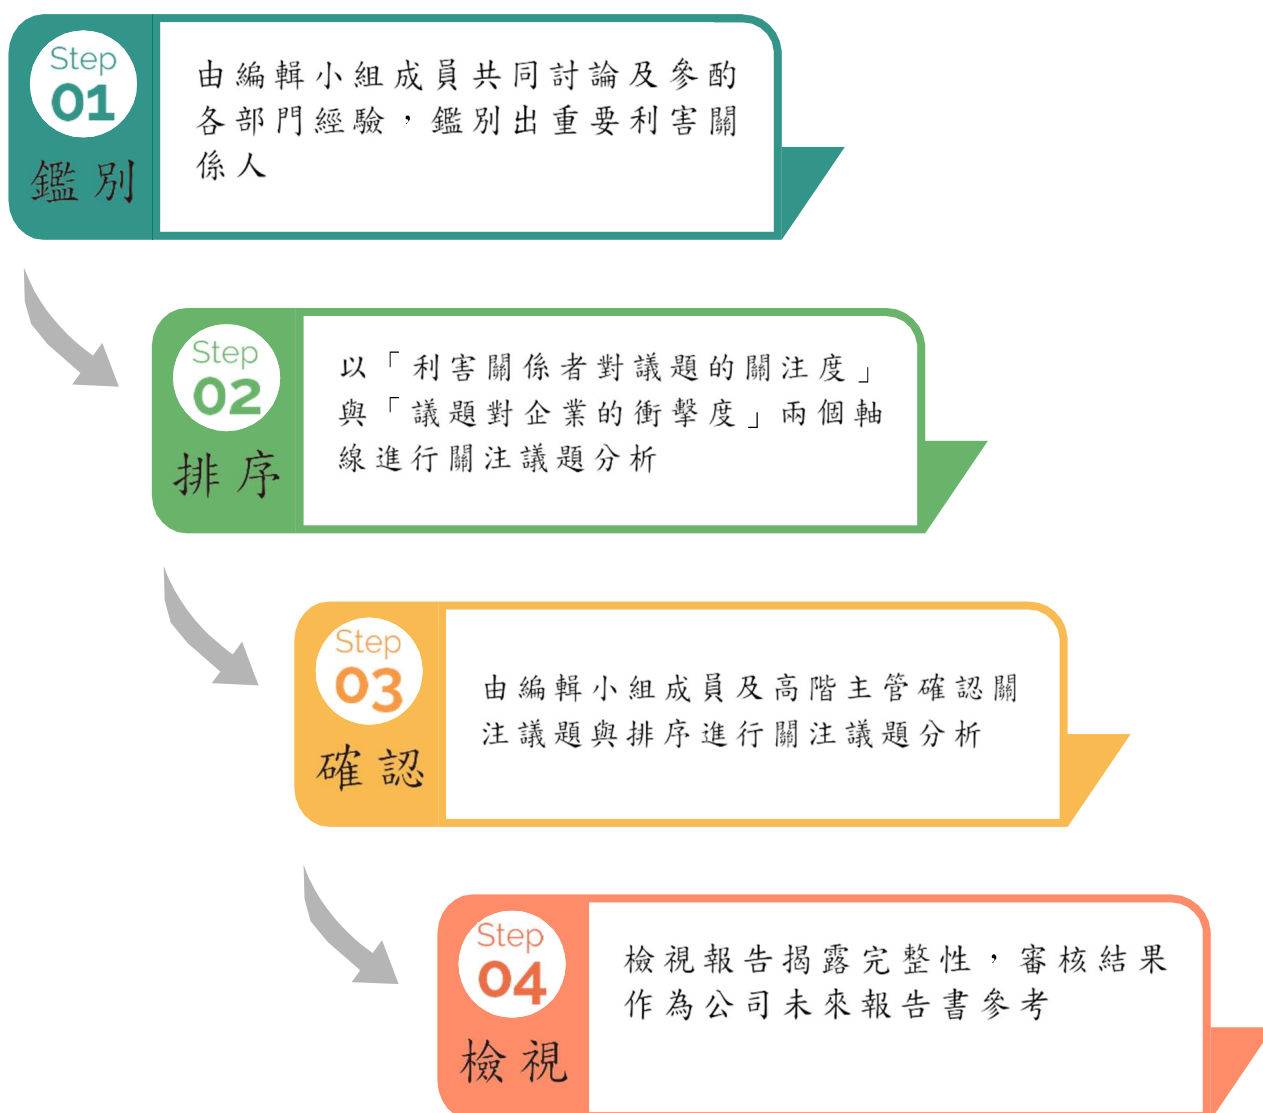 Step
01
鑑別
由編輯小組成員共同討論及參酌
各部門經驗，鑑別出重要利害關
係人
Step
02
排序
以「利害關係者對議題的關注度」
與「議題對企業的衝擊度」兩個軸
線進行關注議題分析
Step
03
確認
由編輯小組成員及高階主管確認關
注議題與排序進行關注議題分析
Step
04
檢視
檢視報告揭露完整性，審核結果
作為公司未來報告書參考